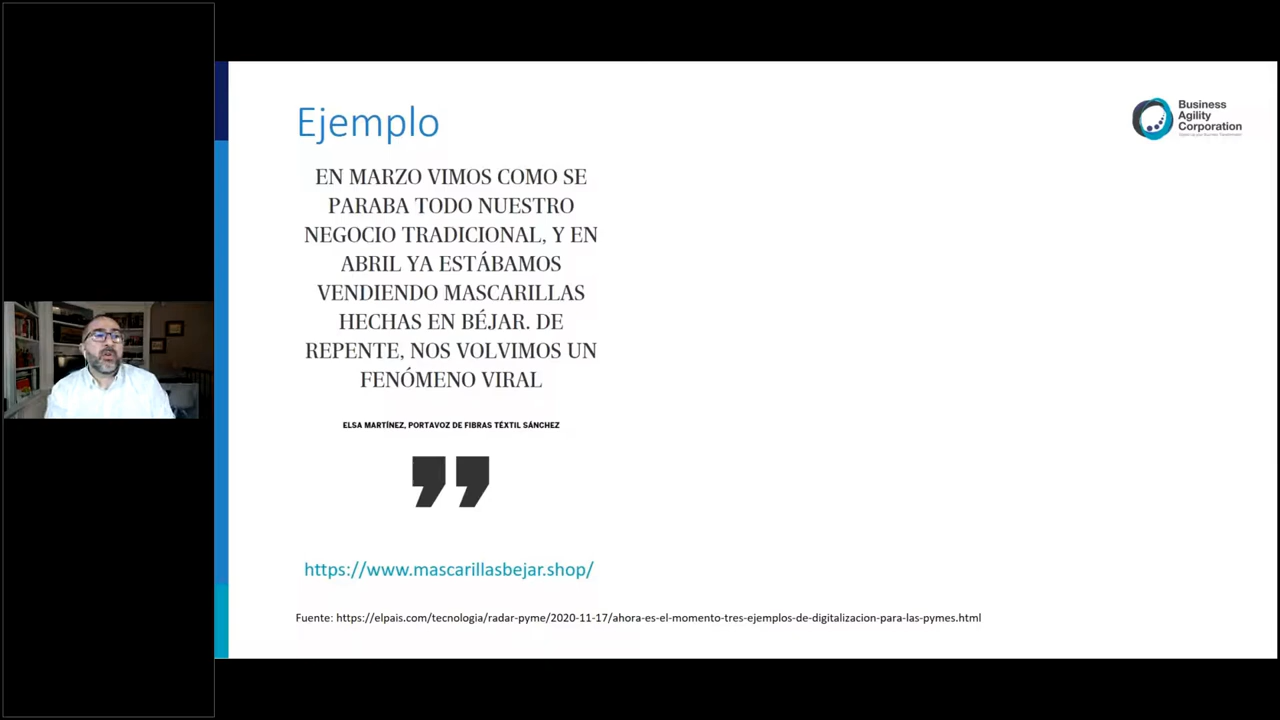 Ejemplo
Business
Agility
Corporation
EN MARZO VIMOS COMO SE
PARABA TODO NUESTRO
NEGOCIO TRADICIONAL, Y EN
ABRIL YA ESTÁBAMOS
VENDIENDO MASCARILLAS
HECHAS EN BÉJAR. DE
REPENTE, NOS VOLVIMOS UN
FENÓMENO VIRAL
ELSA MARTÍNEZ, PORTAVOZ DE FIBRAS TÉXTIL SÁNCHEZ
”
https://www.mascarillasbejar.shop/
Fuente: https://elpais.com/tecnologia/radar-pyme/2020-11-17/ahora-es-el-momento-tres-ejemplos-de-digitalizacion-para-las-pymes.html